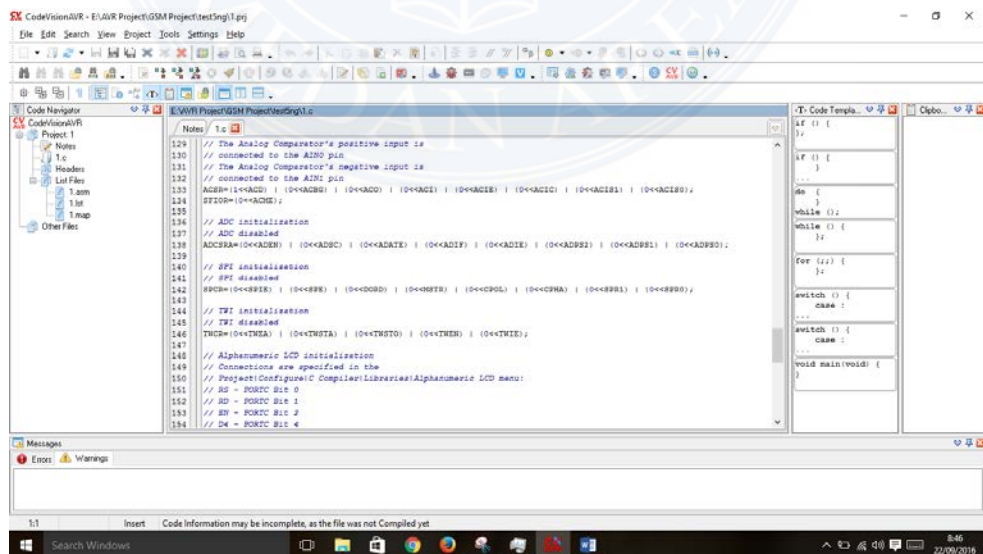 CodeVisionAVR - E:\AVR Project\GSM Project\test5ng\1.prj
File Edit Search View Project Tools Settings Help
Code Navigator
CodeVisionAVR
Project: 1
Notes
1.c
Headers
List Files
1.asm
1.lst
1.map
Other Files
E:\AVR Project\GSM Project\test5ng\1.c
Notes 1.c
129 // The Analog Comparator's positive input is
130 // connected to the AIN0 pin
131 // The Analog Comparator's negative input is
132 // connected to the AIN1 pin
133 ACSR=(1<<ACD) | (0<<ACBG) | (0<<ACO) | (0<<ACI) | (0<<ACIE) | (0<<ACIC) | (0<<ACIS1) | (0<<ACIS0);
134 SFIOR=(0<<ACME);
135
136 // ADC initialization
137 // ADC disabled
138 ADCSRA=(0<<ADEN) | (0<<ADSC) | (0<<ADATE) | (0<<ADIF) | (0<<ADIE) | (0<<ADPS2) | (0<<ADPS1) | (0<<ADPS0);
139
140 // SPI initialization
141 // SPI disabled
142 SPCR=(0<<SPIE) | (0<<SPE) | (0<<DORD) | (0<<MSTR) | (0<<CPOL) | (0<<CPHA) | (0<<SPR1) | (0<<SPR0);
143
144 // TWI initialization
145 // TWI disabled
146 TWCR=(0<<TWEA) | (0<<TWSTA) | (0<<TWSTO) | (0<<TWEN) | (0<<TWIE);
147
148 // Alphanumeric LCD initialization
149 // Connections are specified in the
150 // Project|Configure|C Compiler|Libraries|Alphanumeric LCD menu:
151 // RS - PORTC Bit 0
152 // RD - PORTC Bit 1
153 // EN - PORTC Bit 2
154 // D4 - PORTC Bit 4
Code Templa...
if () {
};
if () {
}
...
do {
}
while ();
while () {
};
for (;;) {
};
switch () {
case :
...
switch () {
case :
...
void main(void) {
}
Clipbo...
Messages
Errors Warnings
1:1 Insert Code Information may be incomplete, as the file was not Compiled yet
Search Windows
8:46
22/09/2016